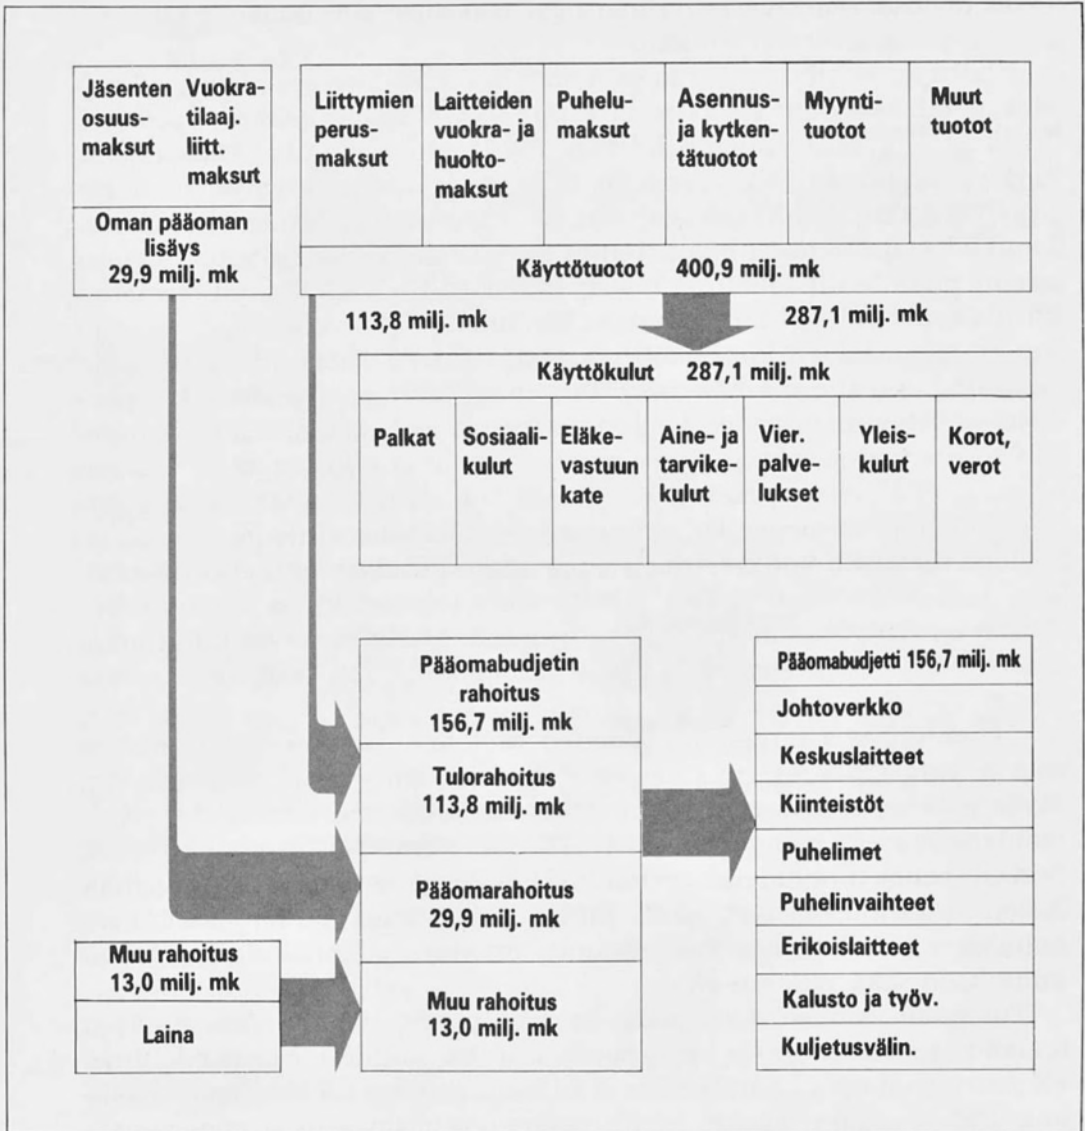 Jäsenten
osuus-
maksut
Vuokra-
tilaaj.
liitt.
maksut
Oman pääoman
lisäys
29,9 milj. mk
Liittymien
perus-
maksut
Laitteiden
vuokra- ja
huolto-
maksut
Puhelu-
maksut
Asennus-
ja kytken-
tätuotot
Myynti-
tuotot
Muut
tuotot
Käyttötuotot 400,9 milj. mk
113,8 milj. mk
287,1 milj. mk
Käyttökulut 287,1 milj. mk
Palkat
Sosiaali-
kulut
Eläke-
vastuun
kate
Aine- ja
tarvike-
kulut
Vier.
palve-
lukset
Yleis-
kulut
Korot,
verot
Muu rahoitus
13,0 milj. mk
Laina
Pääomabudjetin
rahoitus
156,7 milj. mk
Tulorahoitus
113,8 milj. mk
Pääomarahoitus
29,9 milj. mk
Muu rahoitus
13,0 milj. mk
Pääomabudjetti 156,7 milj. mk
Johtoverkko
Keskuslaitteet
Kiinteistöt
Puhelimet
Puhelinvaihteet
Erikoislaitteet
Kalusto ja työv.
Kuljetusvälin.